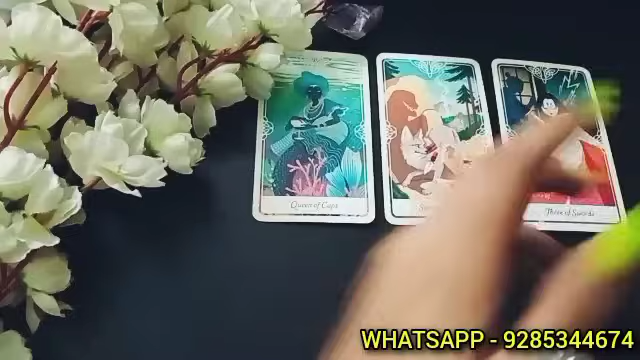 Queen of Cups
Three of Swords
WHATSAPP - 9285344674